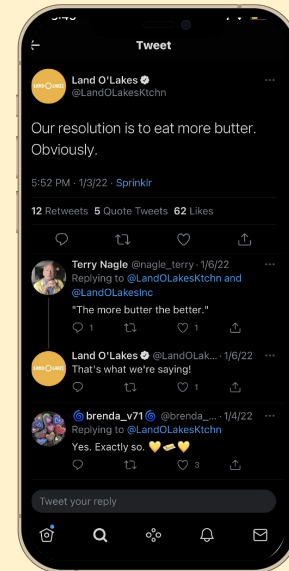 Tweet
Land O'Lakes
@LandOLakesKtchn
Our resolution is to eat more butter.
Obviously.
5:52 PM · 1/3/22 · Sprinklr
12 Retweets 5 Quote Tweets 62 Likes
Terry Nagle @nagle_terry · 1/6/22
Replying to @LandOLakesKtchn and
@LandOLakesInc
"The more butter the better."
1 1
Land O'Lakes @LandOLak... · 1/6/22
That's what we're saying!
1
brenda_v71 @brenda_... · 1/4/22
Replying to @LandOLakesKtchn
Yes. Exactly so. 💛🧈💛
3
Tweet your reply